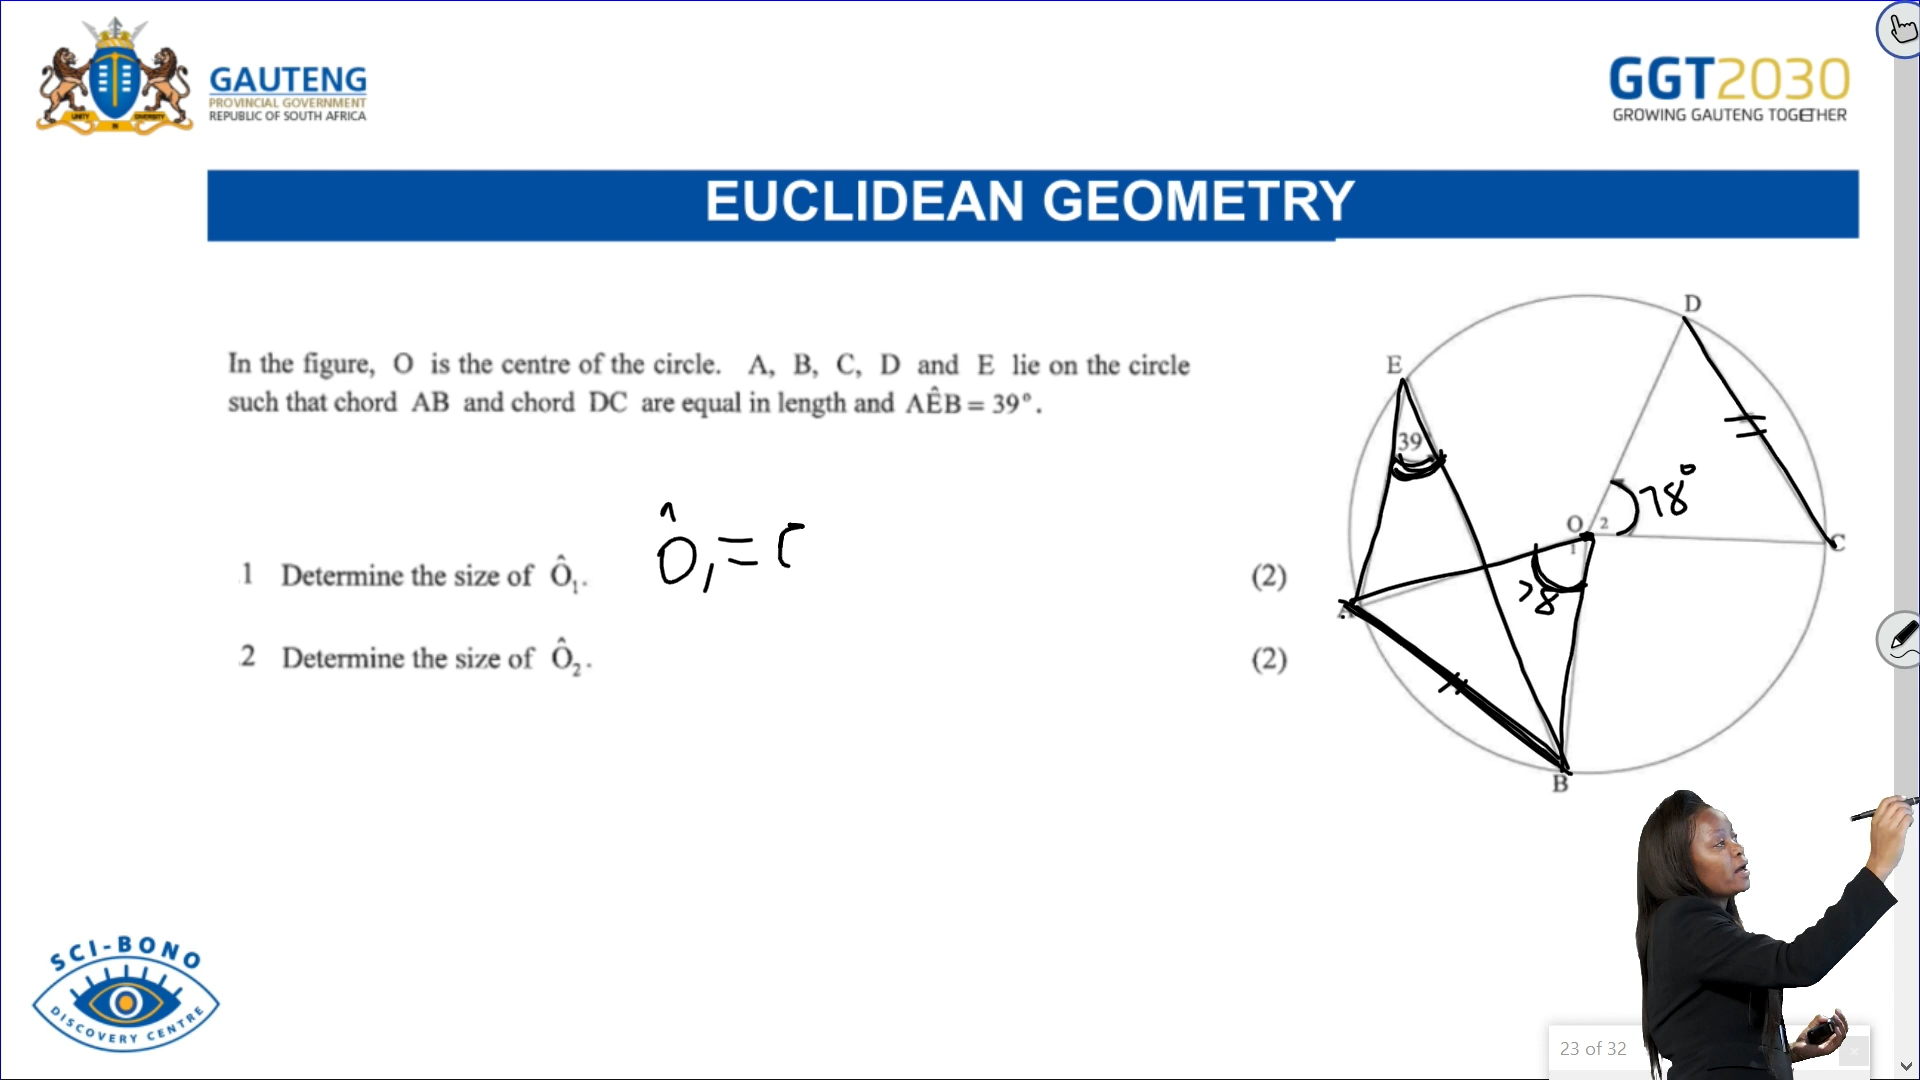 GAUTENG
PROVINCIAL GOVERNMENT
REPUBLIC OF SOUTH AFRICA
UNITY IN DIVERSITY
GGT2030
GROWING GAUTENG TOGETHER
EUCLIDEAN GEOMETRY
In the figure, O is the centre of the circle. A, B, C, D and E lie on the circle
such that chord AB and chord DC are equal in length and AÊB = 39°.
1 Determine the size of Ô₁. (2)
Ô₁ =
2 Determine the size of Ô₂. (2)
D
E
39
78°
O 2
1
C
78
A
B
SCI-BONO
DISCOVERY CENTRE
23 of 32